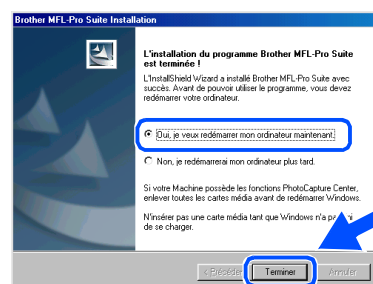 Brother MFL-Pro Suite Installation
L'installation du programme Brother MFL-Pro Suite
est terminée !
L'InstallShield Wizard a installé Brother MFL-Pro Suite avec
succès. Avant de pouvoir utiliser le programme, vous devez
redémarrer votre ordinateur.
Oui, je veux redémarrer mon ordinateur maintenant.
Non, je redémarrerai mon ordinateur plus tard.
Si votre Machine possède les fonctions PhotoCapture Center,
enlever toutes les cartes média avant de redémarrer Windows.
N'insérer pas une carte média tant que Windows n'a
de se charger.
< Précéden Terminer Annuler